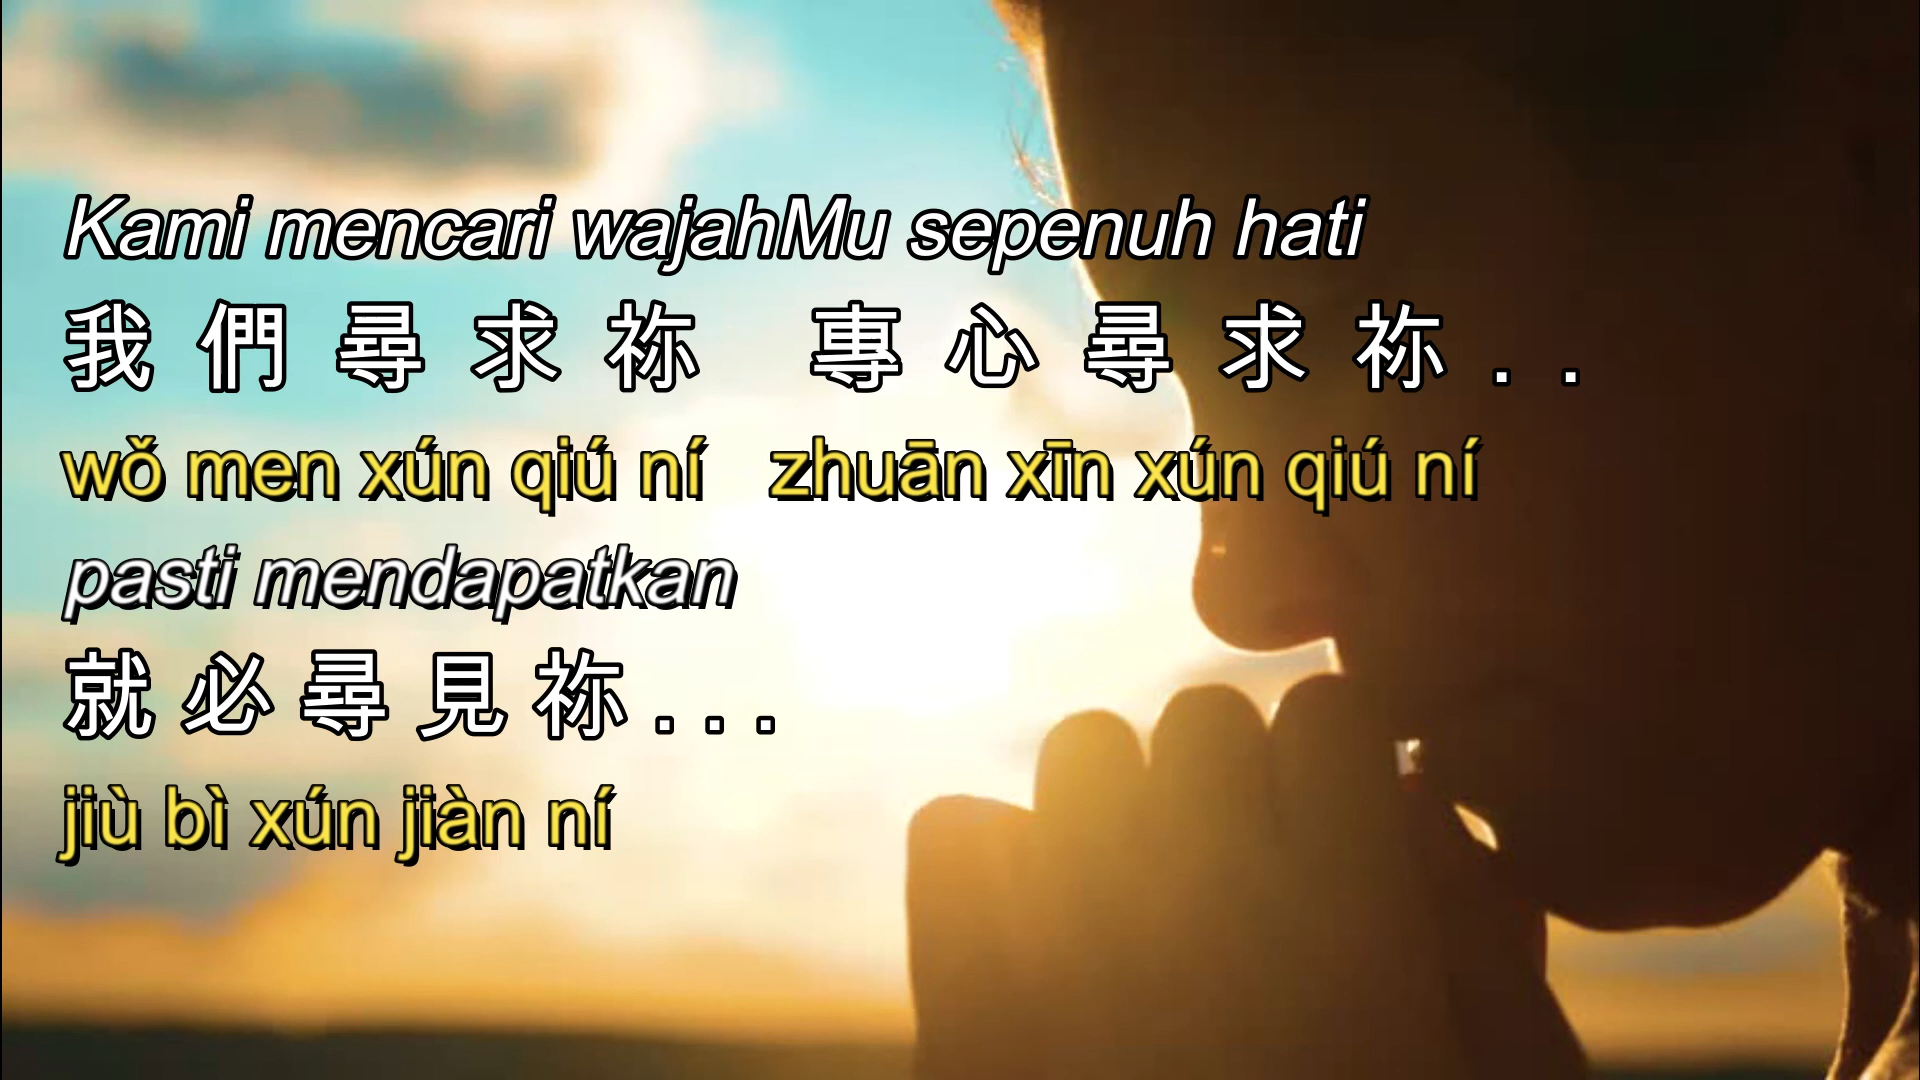 Kami mencari wajahMu sepenuh hati
我 們 尋 求 祢 專 心 尋 求 祢 . .
wǒ men xún qiú ní zhuān xīn xún qiú ní
pasti mendapatkan
就 必 尋 見 祢 . . .
jiù bì xún jiàn ní